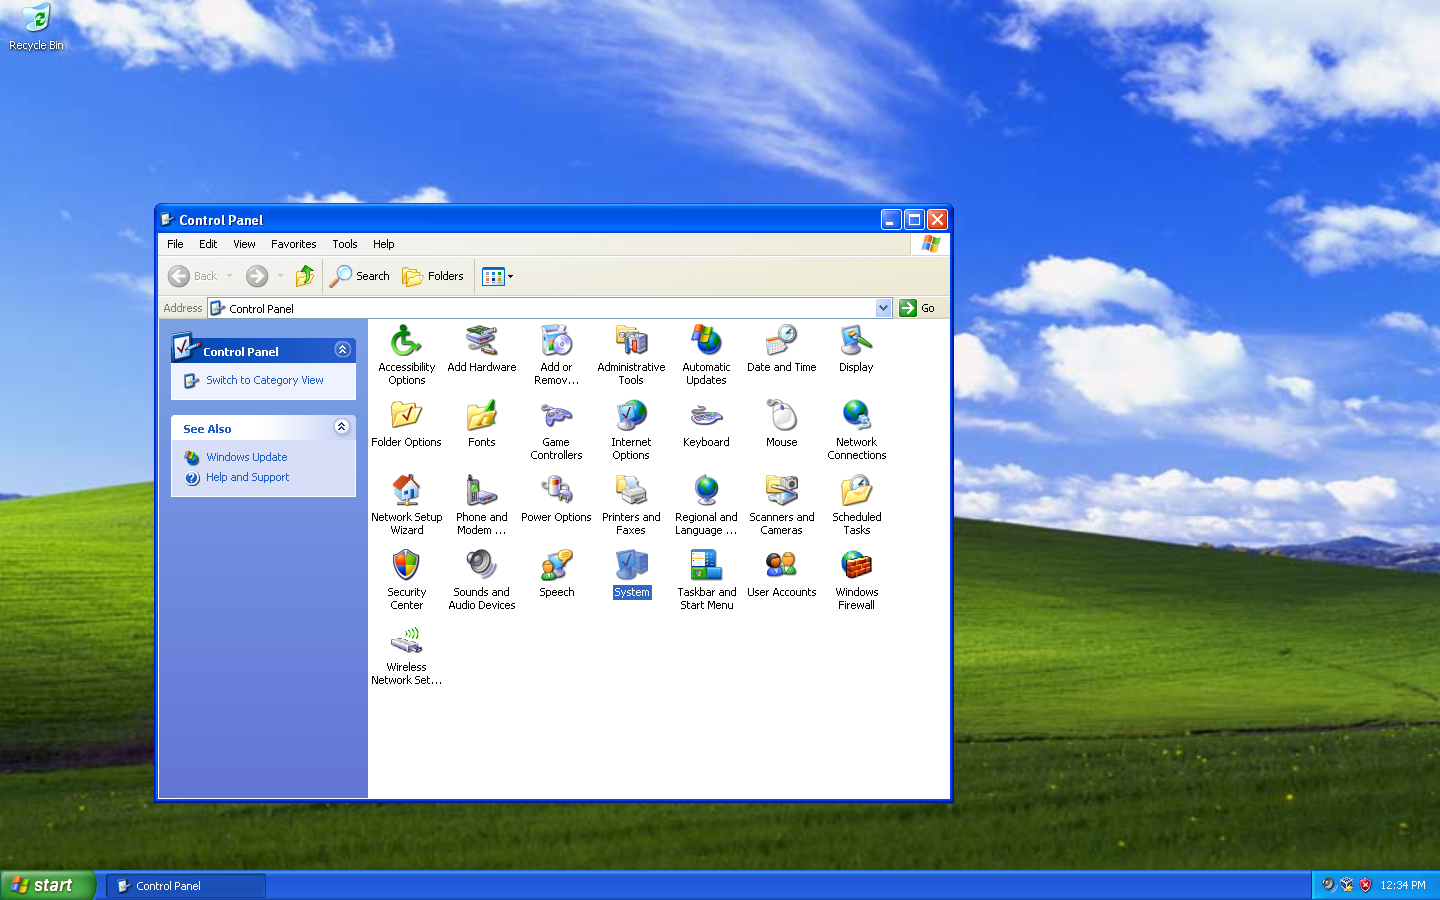 Recycle Bin
Control Panel
File Edit View Favorites Tools Help
Back Search Folders
Address Control Panel Go
Control Panel
Switch to Category View
See Also
Windows Update
Help and Support
Accessibility Options
Add Hardware
Add or Remov...
Administrative Tools
Automatic Updates
Date and Time
Display
Folder Options
Fonts
Game Controllers
Internet Options
Keyboard
Mouse
Network Connections
Network Setup Wizard
Phone and Modem ...
Power Options
Printers and Faxes
Regional and Language ...
Scanners and Cameras
Scheduled Tasks
Security Center
Sounds and Audio Devices
Speech
System
Taskbar and Start Menu
User Accounts
Windows Firewall
Wireless Network Set...
start Control Panel 12:34 PM